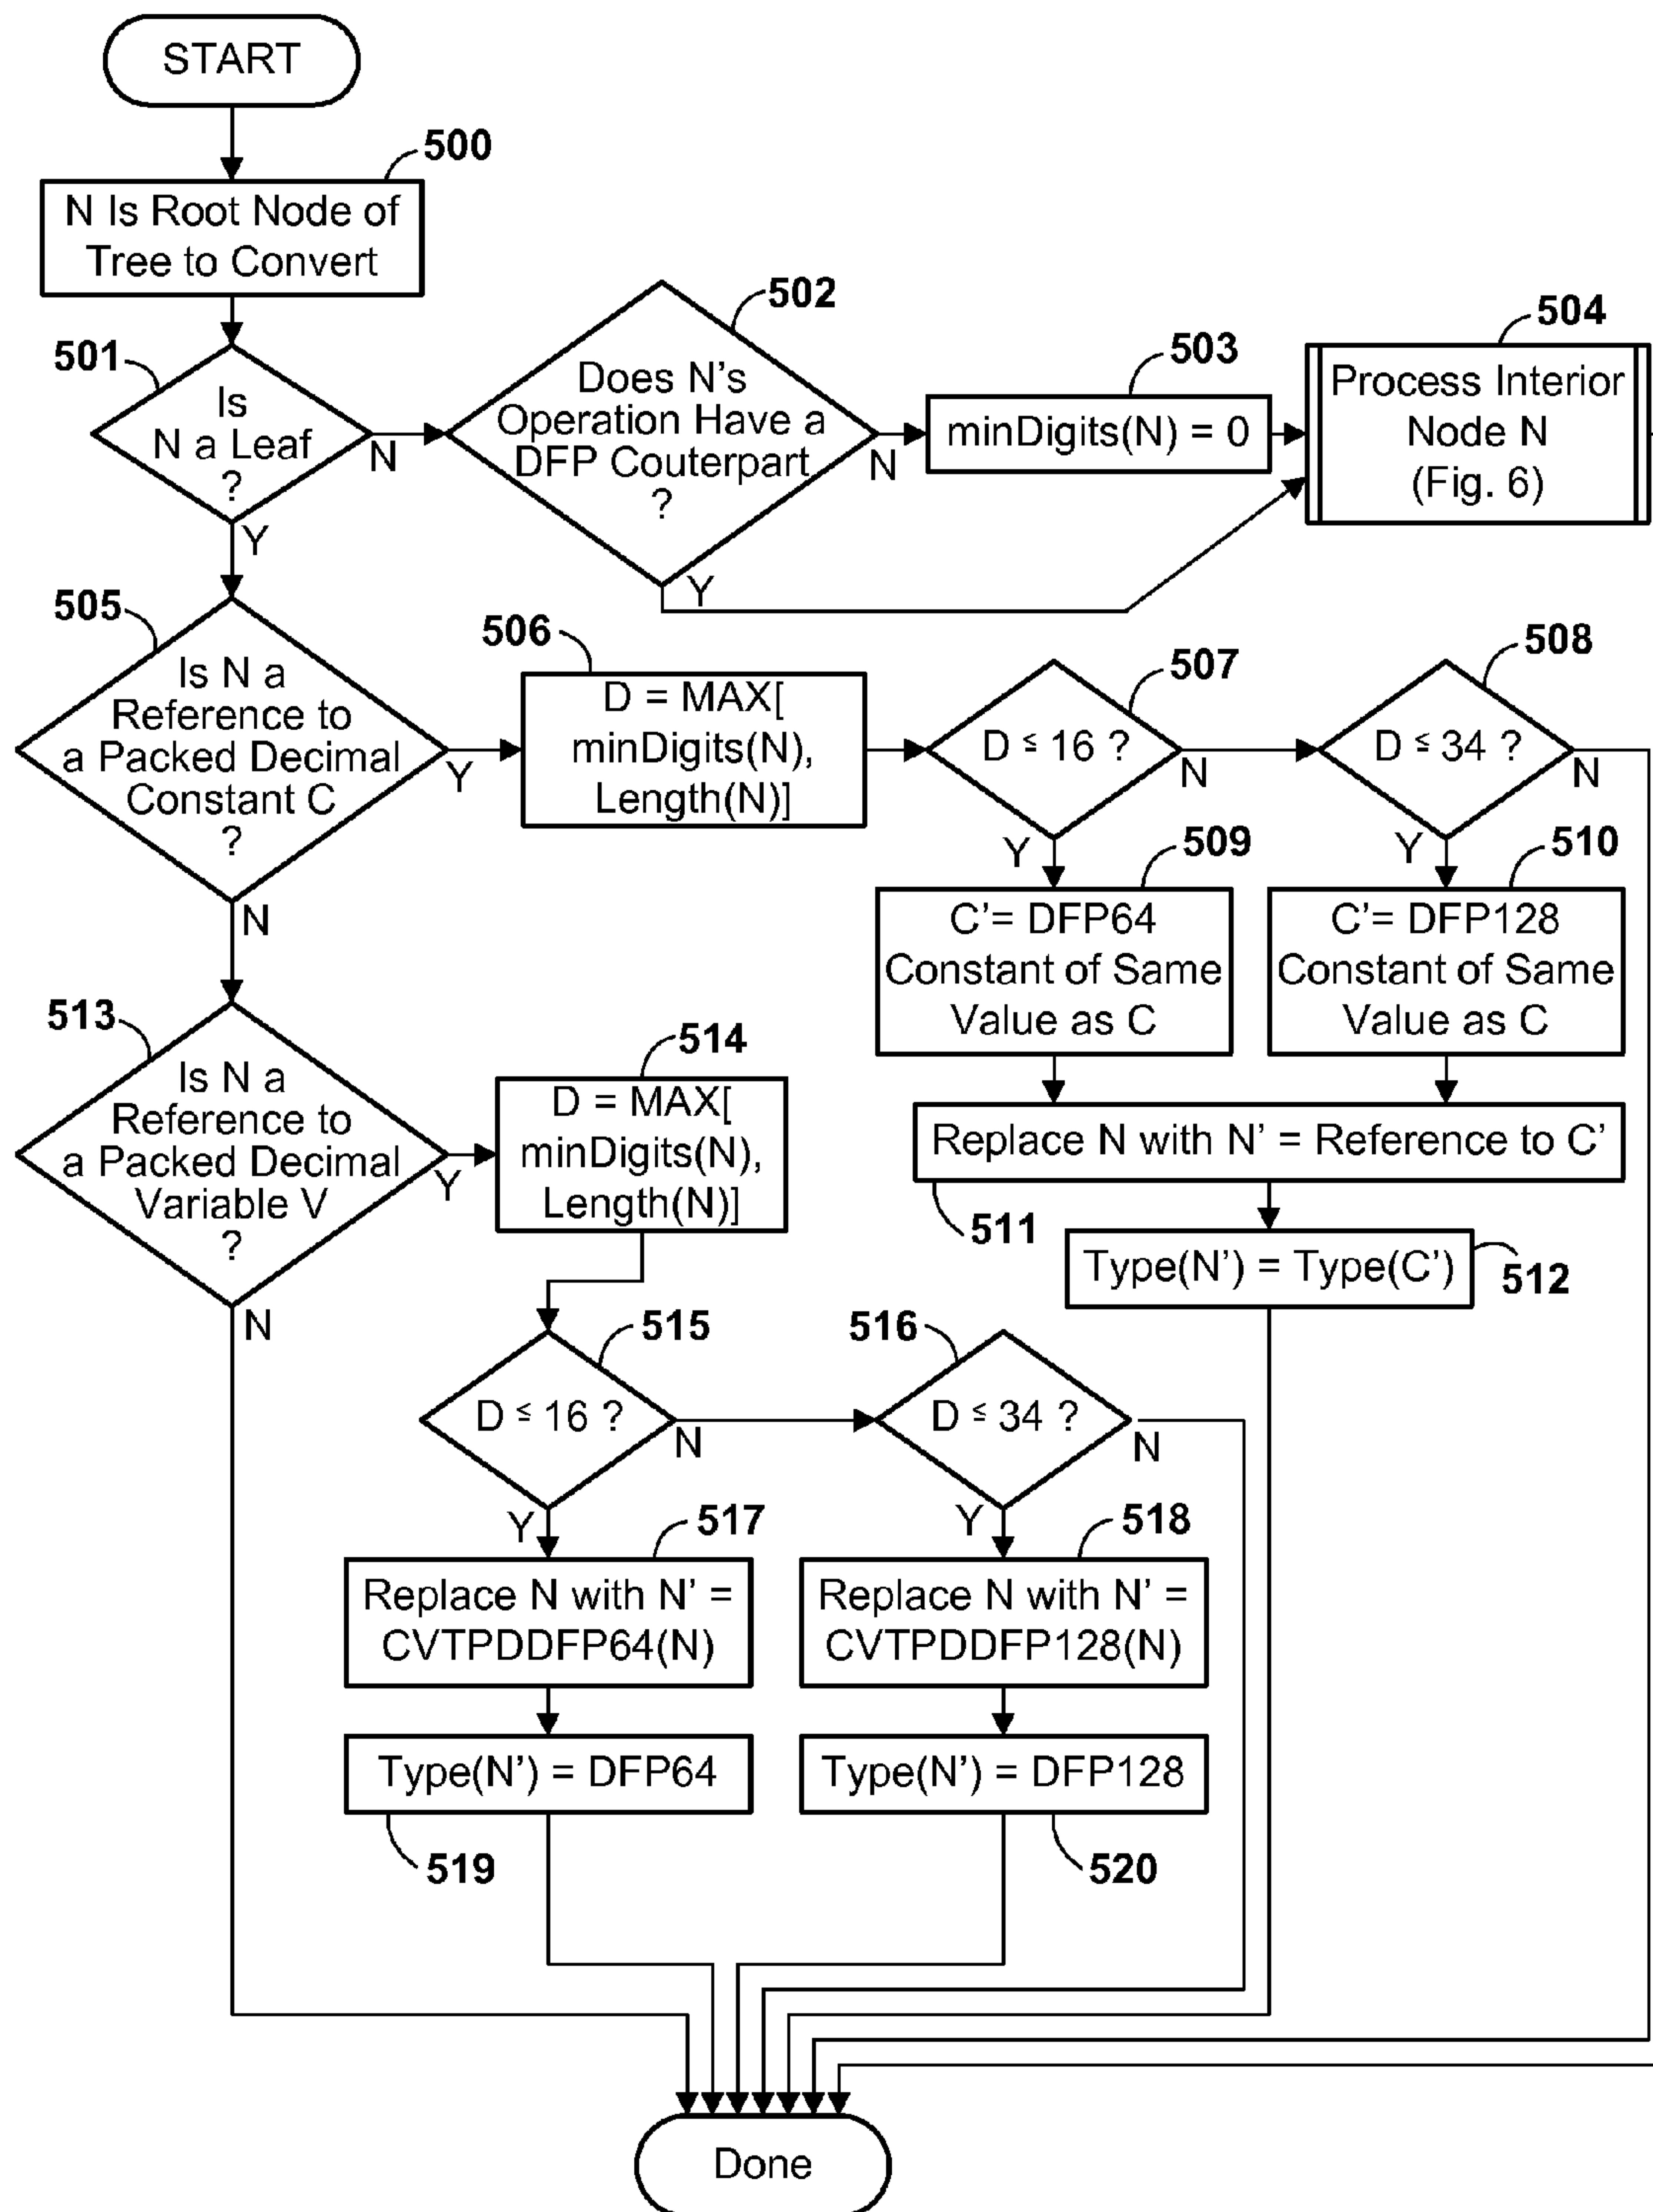 START
500
N Is Root Node of
Tree to Convert
501
Is
N a Leaf
?
N
Y
502
Does N's
Operation Have a
DFP Couterpart
?
N
Y
503
minDigits(N) = 0
504
Process Interior
Node N
(Fig. 6)
505
Is N a
Reference to
a Packed Decimal
Constant C
?
Y
N
506
D = MAX[
minDigits(N),
Length(N)]
507
D ≤ 16 ?
N
Y
508
D ≤ 34 ?
N
Y
509
C'= DFP64
Constant of Same
Value as C
510
C'= DFP128
Constant of Same
Value as C
Replace N with N' = Reference to C'
511
Type(N') = Type(C')
512
513
Is N a
Reference to
a Packed Decimal
Variable V
?
Y
N
514
D = MAX[
minDigits(N),
Length(N)]
515
D ≤ 16 ?
N
Y
516
D ≤ 34 ?
N
Y
517
Replace N with N' =
CVTPDDFP64(N)
518
Replace N with N' =
CVTPDDFP128(N)
Type(N') = DFP64
519
Type(N') = DFP128
520
Done